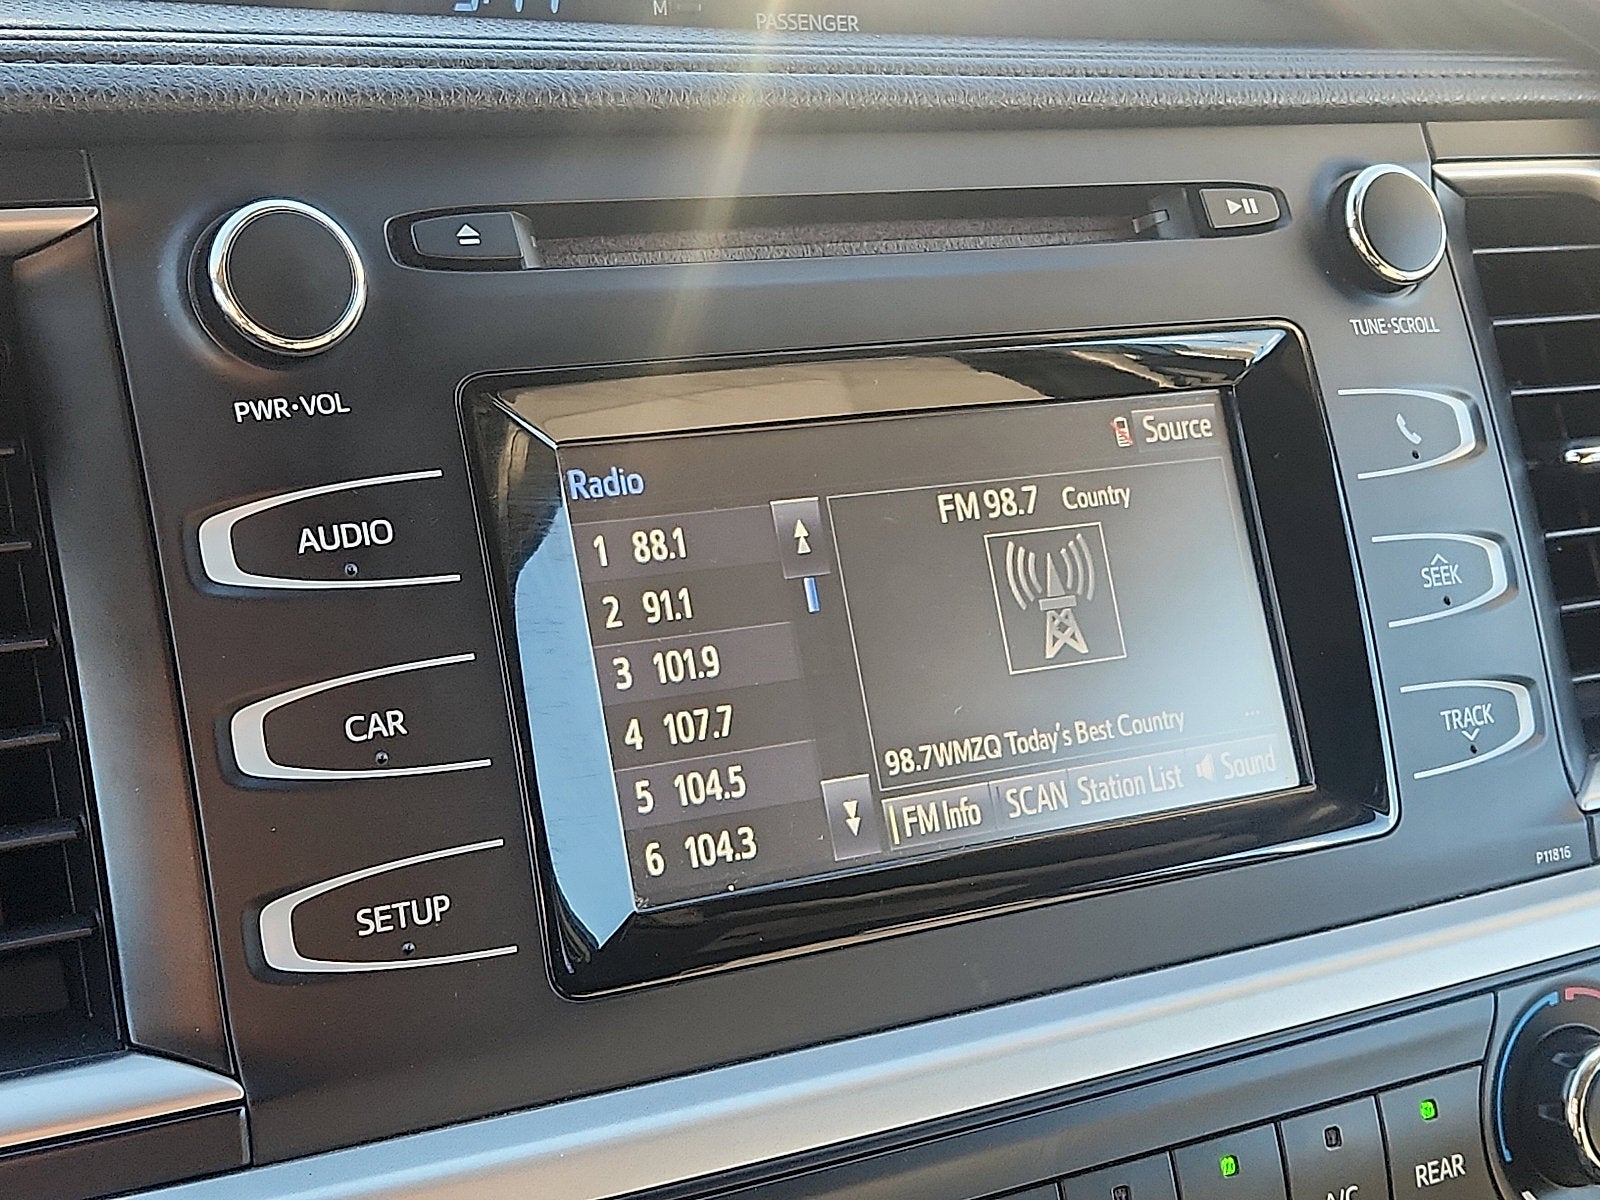 M
PASSENGER
PWR•VOL
TUNE•SCROLL
AUDIO
CAR
SETUP
SEEK
TRACK
Source
Radio
FM 98.7 Country
1 88.1
2 91.1
3 101.9
4 107.7
5 104.5
6 104.3
98.7WMZQ Today's Best Country
...
FM Info SCAN Station List Sound
P11816
A/C
REAR